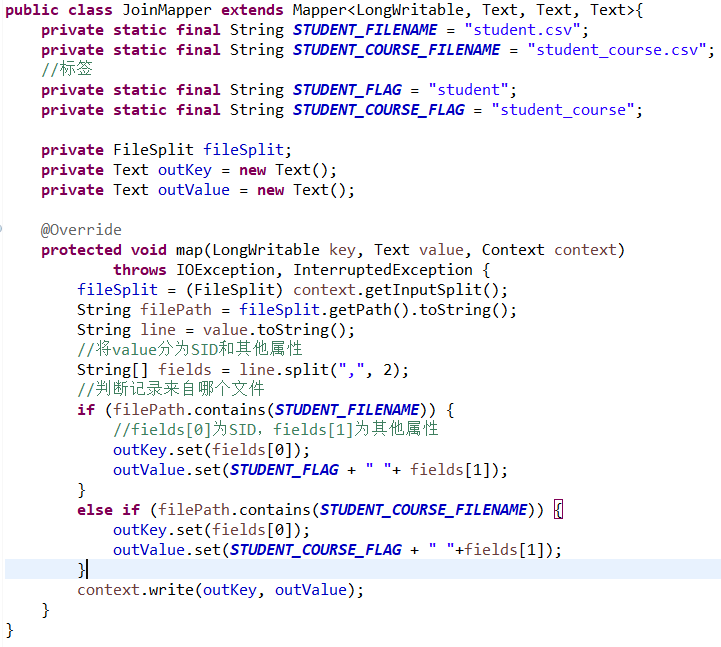 public class JoinMapper extends Mapper<LongWritable, Text, Text, Text>{
    private static final String STUDENT_FILENAME = "student.csv";
    private static final String STUDENT_COURSE_FILENAME = "student_course.csv";
    //标签
    private static final String STUDENT_FLAG = "student";
    private static final String STUDENT_COURSE_FLAG = "student_course";

    private FileSplit fileSplit;
    private Text outKey = new Text();
    private Text outValue = new Text();

    @Override
    protected void map(LongWritable key, Text value, Context context)
            throws IOException, InterruptedException {
        fileSplit = (FileSplit) context.getInputSplit();
        String filePath = fileSplit.getPath().toString();
        String line = value.toString();
        //将value分为SID和其他属性
        String[] fields = line.split(",", 2);
        //判断记录来自哪个文件
        if (filePath.contains(STUDENT_FILENAME)) {
            //fields[0]为SID，fields[1]为其他属性
            outKey.set(fields[0]);
            outValue.set(STUDENT_FLAG + " "+ fields[1]);
        }
        else if (filePath.contains(STUDENT_COURSE_FILENAME)) {
            outKey.set(fields[0]);
            outValue.set(STUDENT_COURSE_FLAG + " "+fields[1]);
        }
        context.write(outKey, outValue);
    }
}